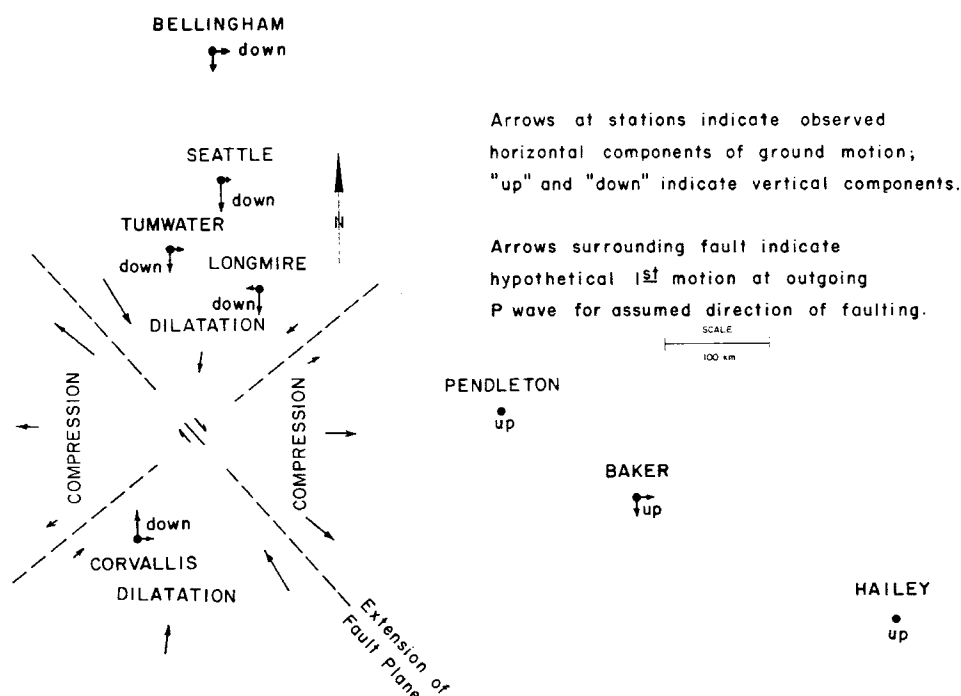 BELLINGHAM
down
SEATTLE
down
TUMWATER
down
LONGMIRE
down
DILATATION
N
Arrows at stations indicate observed
horizontal components of ground motion;
"up" and "down" indicate vertical components.
Arrows surrounding fault indicate
hypothetical 1st motion at outgoing
P wave for assumed direction of faulting.
SCALE
100 km
COMPRESSION
COMPRESSION
PENDLETON
up
BAKER
up
down
CORVALLIS
DILATATION
HAILEY
up
Extension of
Fault Plane